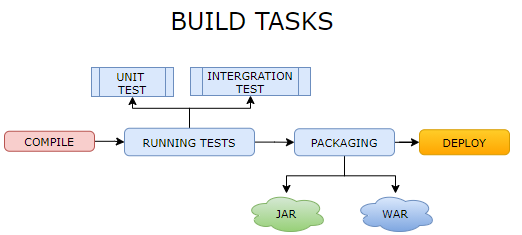 BUILD TASKS
UNIT
TEST
INTERGRATION
TEST
COMPILE
RUNNING TESTS
PACKAGING
DEPLOY
JAR
WAR